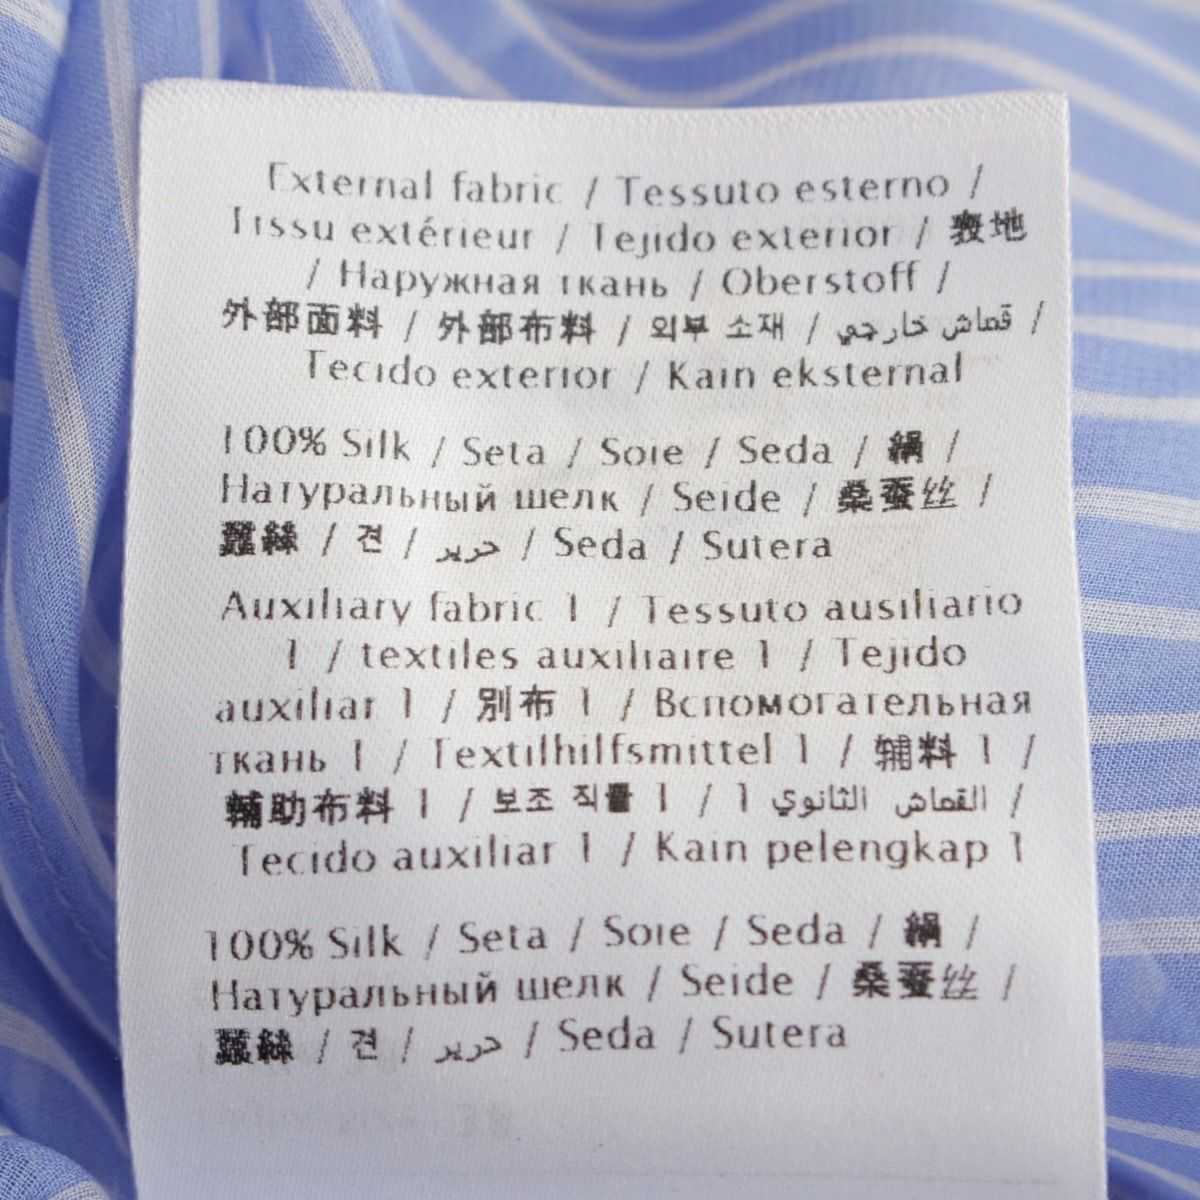 External fabric / Tessuto esterno /
Tissu extérieur / Tejido exterior / 表地
/ Наружная ткань / Oberstoff /
外部面料 / 外部布料 / 외부 소재 / قماش خارجي /
Tecido exterior / Kain eksternal
100% Silk / Seta / Soie / Seda / 絹 /
Натуральный шелк / Seide / 桑蚕丝 /
蠶絲 / 견 / حرير / Seda / Sutera
Auxiliary fabric 1 / Tessuto ausiliario
1 / textiles auxiliaire 1 / Tejido
auxiliar 1 / 別布 1 / Вспомогательная
ткань 1 / Textilhilfsmittel 1 / 辅料 1 /
輔助布料 1 / 보조 직물 1 / القماش الثانوي 1 /
Tecido auxiliar 1 / Kain pelengkap 1
100% Silk / Seta / Soie / Seda / 絹 /
Натуральный шелк / Seide / 桑蚕丝 /
蠶絲 / 견 / حرير / Seda / Sutera